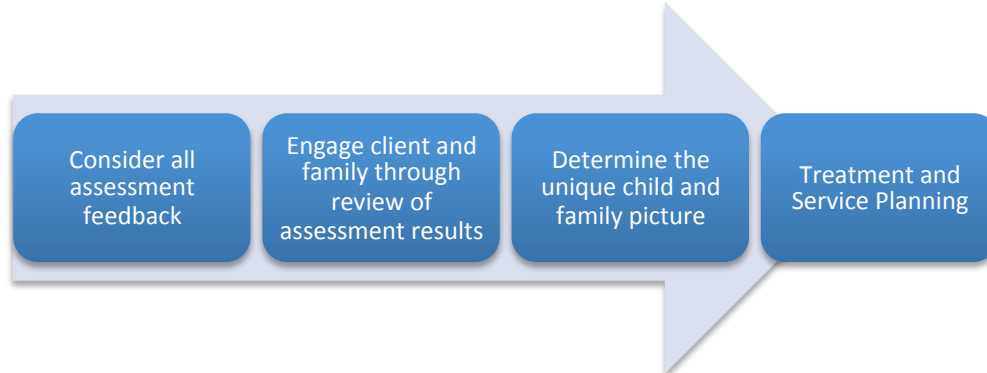 Consider all
assessment
feedback
Engage client and
family through
review of
assessment results
Determine the
unique child and
family picture
Treatment and
Service Planning